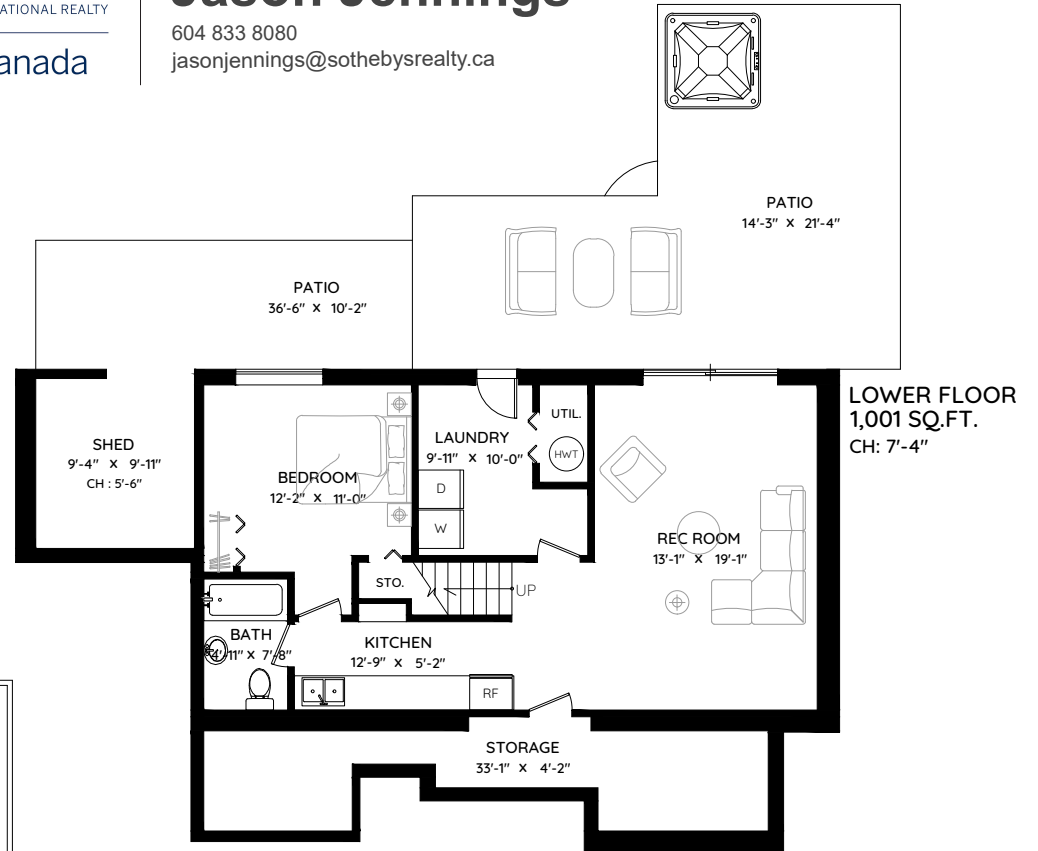 604 833 8080
jasonjennings@sothebysrealty.ca
PATIO
14'-3" x 21'-4"
PATIO
36'-6" x 10'-2"
LOWER FLOOR
1,001 SQ.FT.
CH: 7'-4"
SHED
9'-4" x 9'-11"
CH : 5'-6"
BEDROOM
12'-2" x 11'-0"
LAUNDRY
9'-11" x 10'-0"
UTIL.
HWT
D
W
REC ROOM
13'-1" x 19'-1"
STO.
UP
BATH
4'-11" x 7'-8"
KITCHEN
12'-9" x 5'-2"
RF
STORAGE
33'-1" x 4'-2"